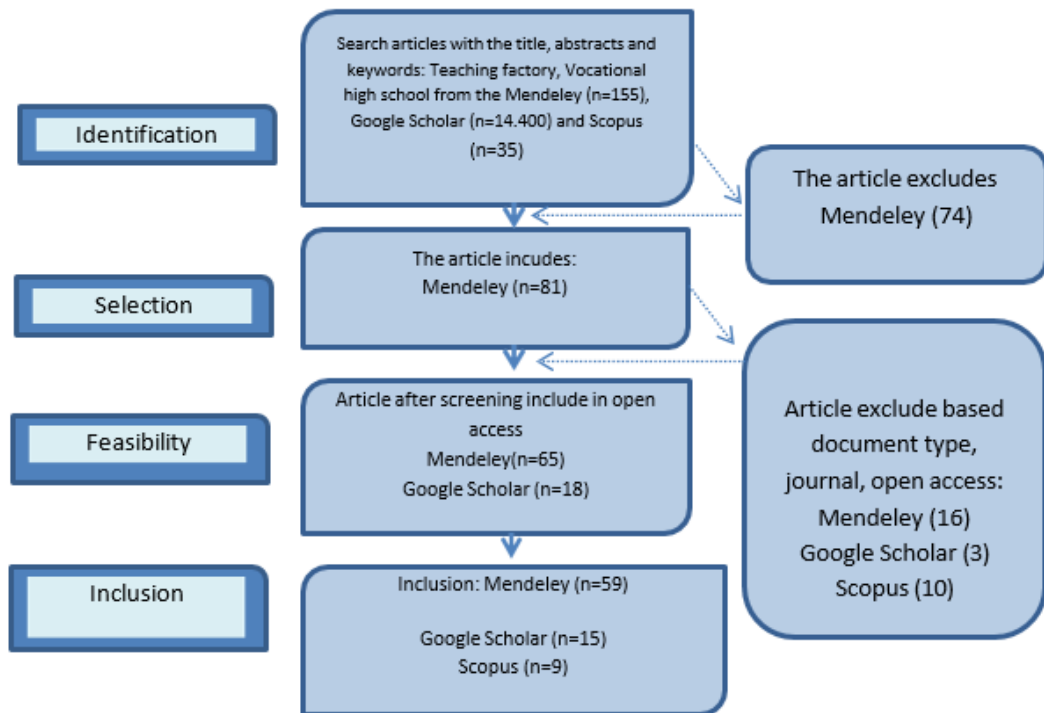 Identification
Search articles with the title, abstracts and
keywords: Teaching factory, Vocational
high school from the Mendeley (n=155),
Google Scholar (n=14.400) and Scopus
(n=35)
The article excludes
Mendeley (74)
Selection
The article incudes:
Mendeley (n=81)
Article exclude based
document type,
journal, open access:
Mendeley (16)
Google Scholar (3)
Scopus (10)
Feasibility
Article after screening include in open
access
Mendeley(n=65)
Google Scholar (n=18)
Inclusion
Inclusion: Mendeley (n=59)
Google Scholar (n=15)
Scopus (n=9)